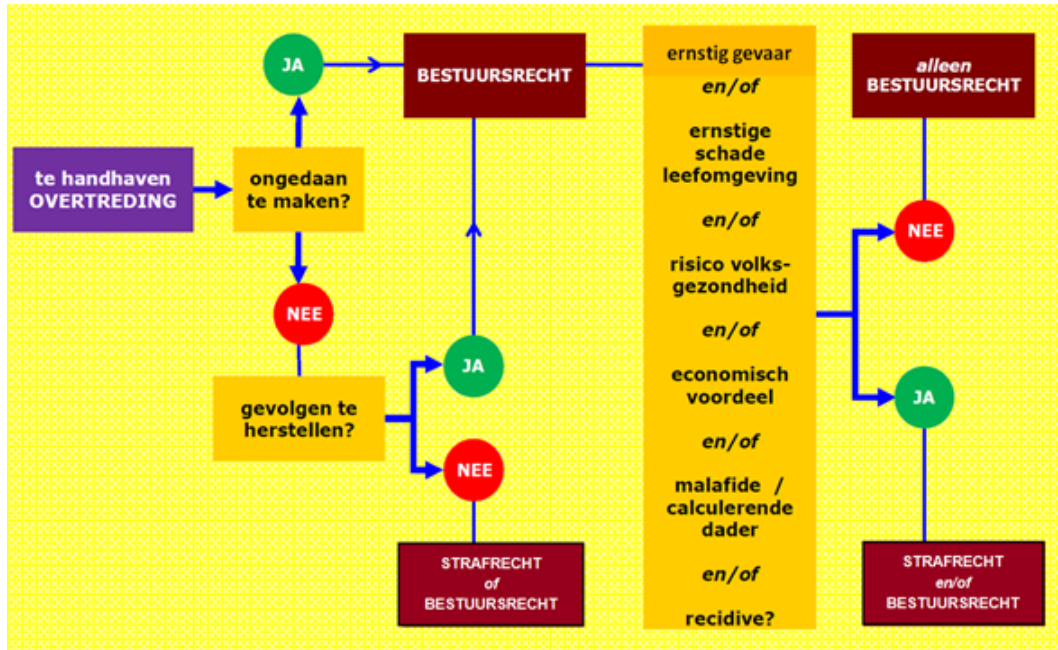 te handhaven
OVERTREDING
ongedaan
te maken?
JA
BESTUURSRECHT
NEE
gevolgen te
herstellen?
JA
NEE
STRAFRECHT
of
BESTUURSRECHT
ernstig gevaar
en/of
ernstige
schade
leefomgeving
en/of
risico volks-
gezondheid
en/of
economisch
voordeel
en/of
malafide /
calculerende
dader
en/of
recidive?
NEE
alleen
BESTUURSRECHT
JA
STRAFRECHT
en/of
BESTUURSRECHT